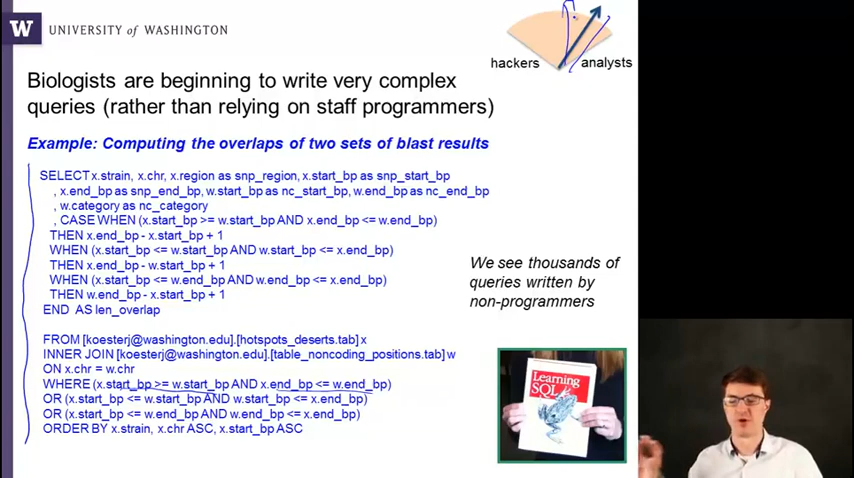 W UNIVERSITY of WASHINGTON
hackers analysts
Biologists are beginning to write very complex
queries (rather than relying on staff programmers)
Example: Computing the overlaps of two sets of blast results
SELECT x.strain, x.chr, x.region as snp_region, x.start_bp as snp_start_bp
, x.end_bp as snp_end_bp, w.start_bp as nc_start_bp, w.end_bp as nc_end_bp
, w.category as nc_category
, CASE WHEN (x.start_bp >= w.start_bp AND x.end_bp <= w.end_bp)
THEN x.end_bp - x.start_bp + 1
WHEN (x.start_bp <= w.start_bp AND w.start_bp <= x.end_bp)
THEN x.end_bp - w.start_bp + 1
WHEN (x.start_bp <= w.end_bp AND w.end_bp <= x.end_bp)
THEN w.end_bp - x.start_bp + 1
END AS len_overlap
FROM [koesterj@washington.edu].[hotspots_deserts.tab] x
INNER JOIN [koesterj@washington.edu].[table_noncoding_positions.tab] w
ON x.chr = w.chr
WHERE (x.start_bp >= w.start_bp AND x.end_bp <= w.end_bp)
OR (x.start_bp <= w.start_bp AND w.start_bp <= x.end_bp)
OR (x.start_bp <= w.end_bp AND w.end_bp <= x.end_bp)
ORDER BY x.strain, x.chr ASC, x.start_bp ASC
We see thousands of
queries written by
non-programmers
Learning
SQL